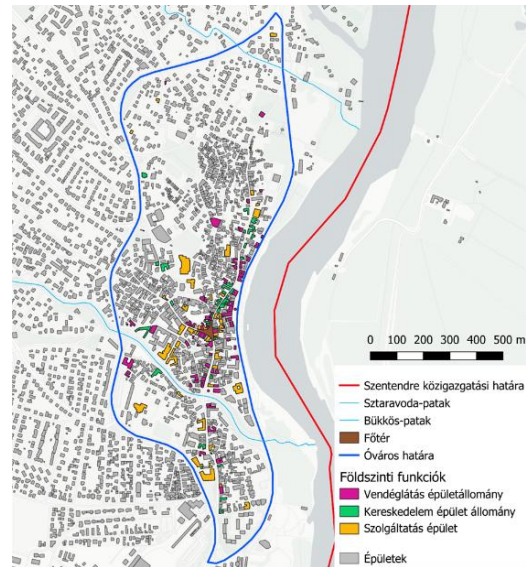 0 100 200 300 400 500 m
Szentendre közigazgatási határa
Sztaravoda-patak
Bükkös-patak
Főtér
Óváros határa
Földszinti funkciók
Vendéglátás épületállomány
Kereskedelem épület állomány
Szolgáltatás épület
Épületek